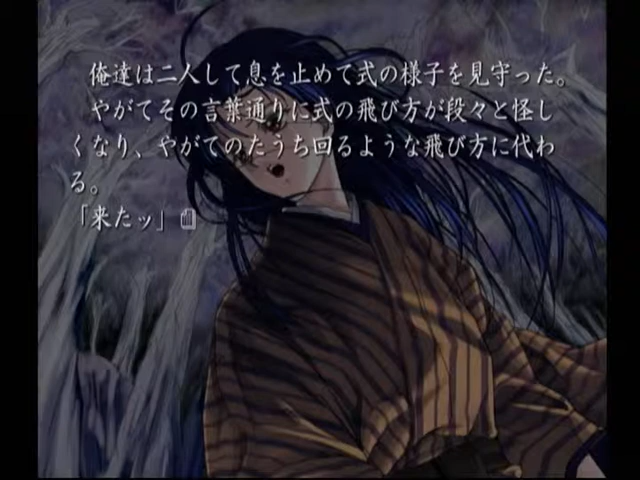 俺達は二人して息を止めて式の様子を見守った。
やがてその言葉通りに式の飛び方が段々と怪し
くなり、やがてのたうち回るような飛び方に代わ
る。
「来たッ」